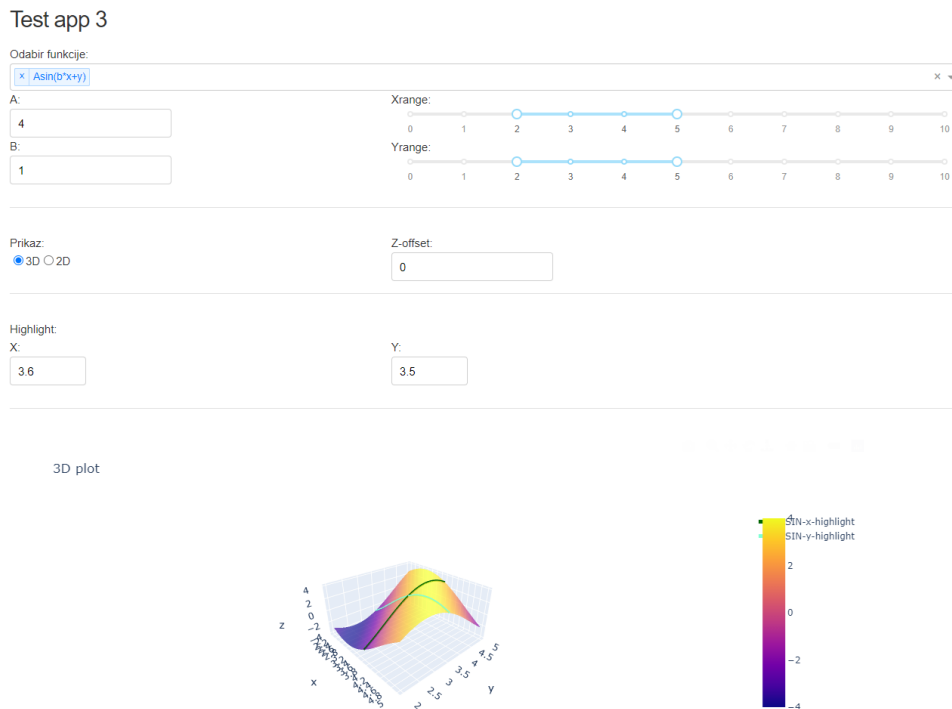 Test app 3
Odabir funkcije:
× Asin(b*x+y)
×
A:
4
B:
1
Xrange:
0 1 2 3 4 5 6 7 8 9 10
Yrange:
0 1 2 3 4 5 6 7 8 9 10
Prikaz:
3D 2D
Z-offset:
0
Highlight:
X:
3.6
Y:
3.5
3D plot
SIN-x-highlight
SIN-y-highlight
4
2
0
−2
−4
z
4
2
0
−2
x
y
2
2.5
3
3.5
4
4.5
5